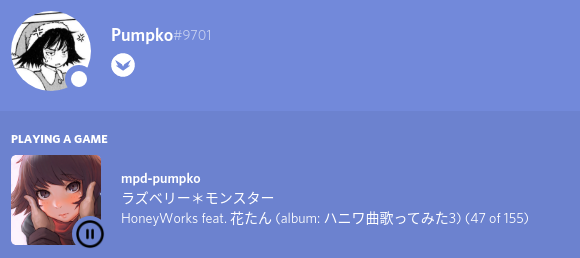 Pumpko#9701
PLAYING A GAME
mpd-pumpko
ラズベリー＊モンスター
HoneyWorks feat. 花たん (album: ハニワ曲歌ってみた3) (47 of 155)